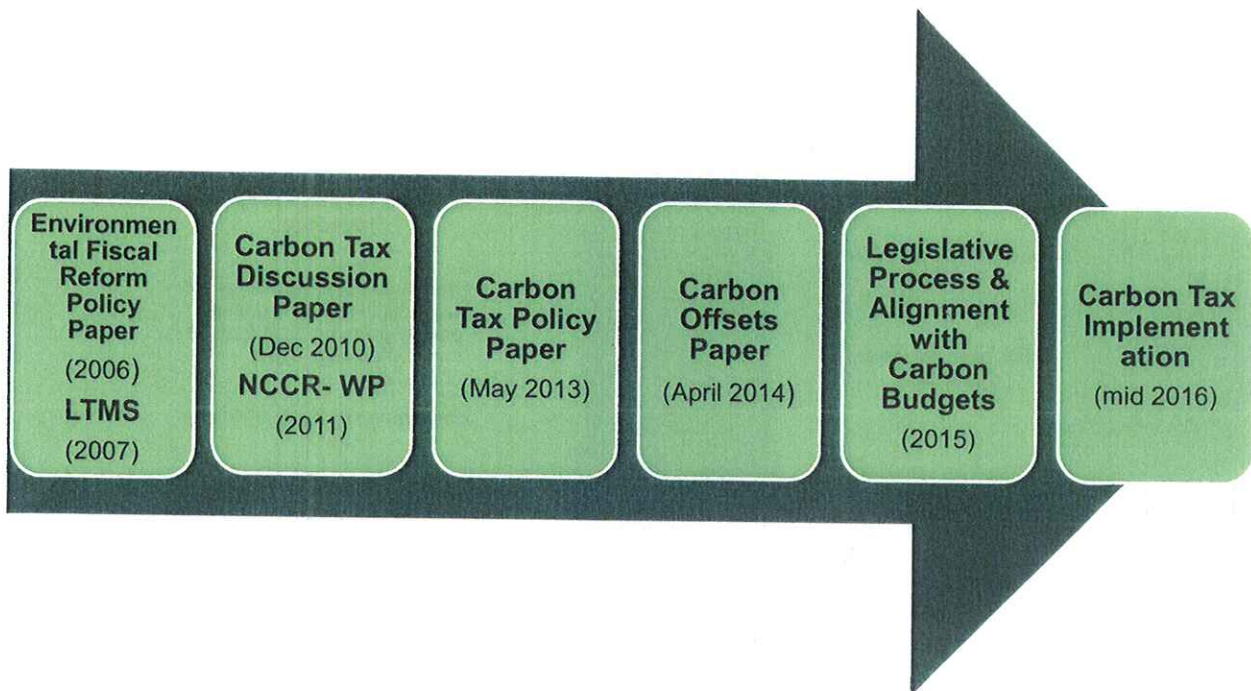 Environmen
tal Fiscal
Reform
Policy
Paper
(2006)
LTMS
(2007)
Carbon Tax
Discussion
Paper
(Dec 2010)
NCCR- WP
(2011)
Carbon
Tax Policy
Paper
(May 2013)
Carbon
Offsets
Paper
(April 2014)
Legislative
Process &
Alignment
with
Carbon
Budgets
(2015)
Carbon Tax
Implement
ation
(mid 2016)